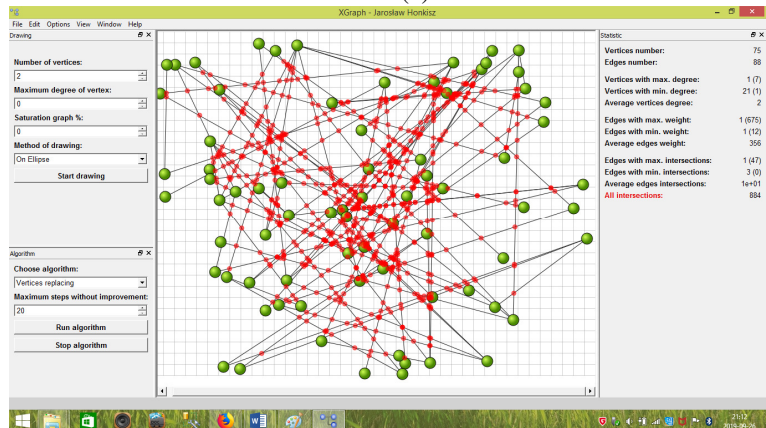 XGraph - Jarosław Honkisz
File Edit Options View Window Help
Drawing
Number of vertices:
2
Maximum degree of vertex:
0
Saturation graph %:
0
Method of drawing:
On Ellipse
Start drawing
Algorithm
Choose algorithm:
Vertices replacing
Maximum steps without improvement:
20
Run algorithm
Stop algorithm
Statistic
Vertices number: 75
Edges number: 88
Vertices with max. degree: 1 (7)
Vertices with min. degree: 21 (1)
Average vertices degree: 2
Edges with max. weight: 1 (675)
Edges with min. weight: 1 (12)
Average edges weight: 356
Edges with max. intersections: 1 (47)
Edges with min. intersections: 3 (0)
Average edges intersections: 1e+01
All intersections: 884
21:12
2019-09-26